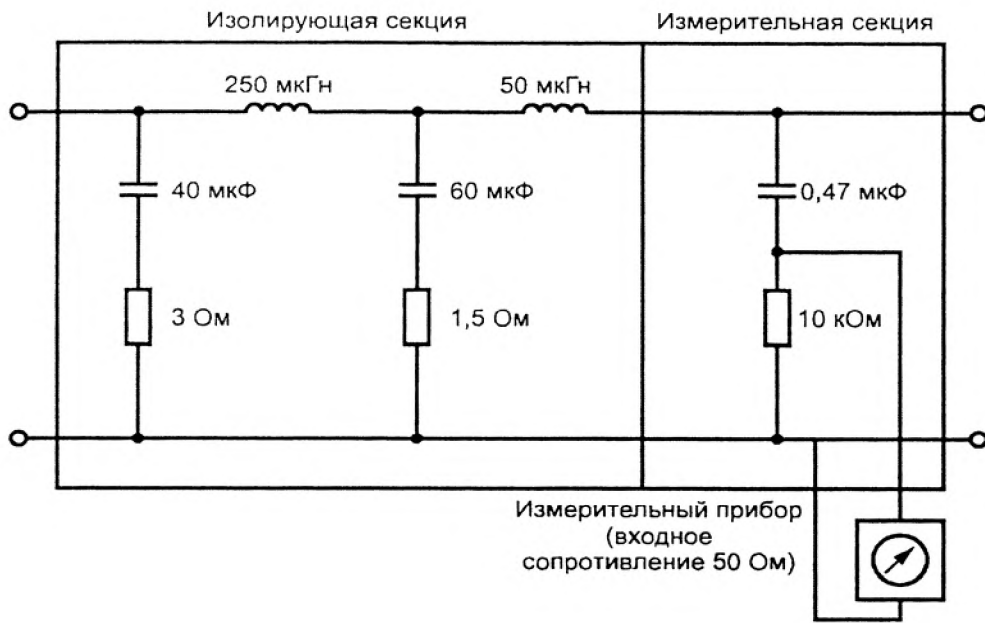 Изолирующая секция
Измерительная секция
250 мкГн
50 мкГн
40 мкФ
60 мкФ
0,47 мкФ
3 Ом
1,5 Ом
10 кОм
Измерительный прибор
(входное
сопротивление 50 Ом)